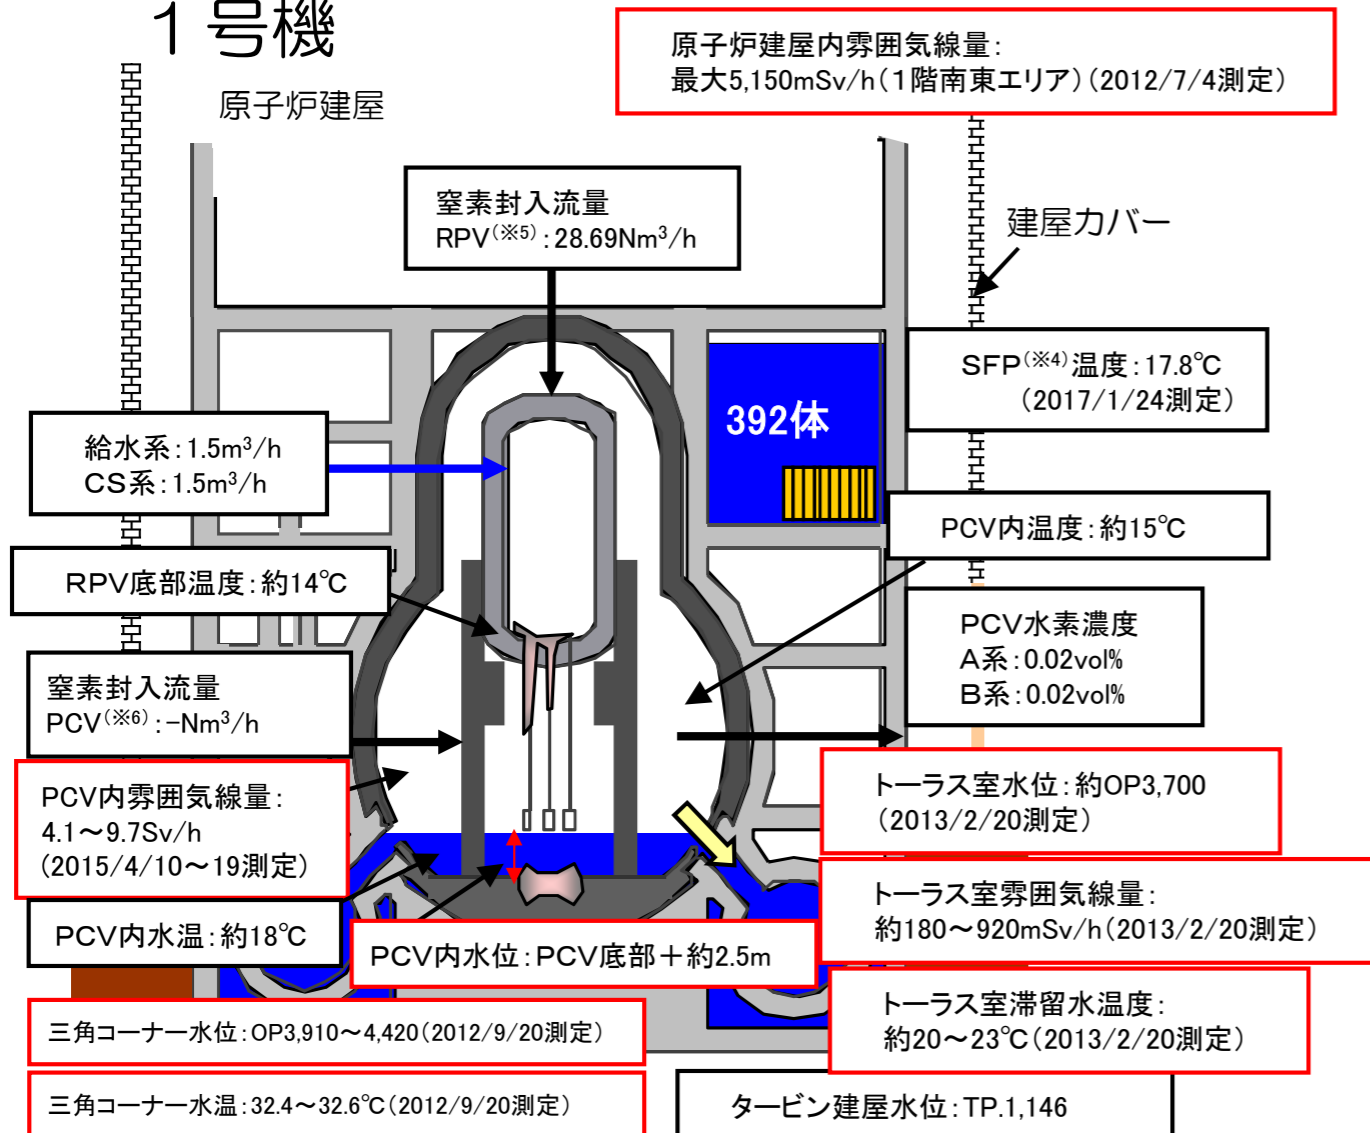 １号機
原子炉建屋内雰囲気線量：
最大5,150mSv/h（１階南東エリア）（2012/7/4測定）
原子炉建屋
窒素封入流量
RPV(※5)：28.69Nm³/h
建屋カバー
SFP(※4)温度：17.8℃
（2017/1/24測定）
392体
給水系：1.5m³/h
ＣＳ系：1.5m³/h
PCV内温度：約15℃
RPV底部温度：約14℃
PCV水素濃度
A系：0.02vol%
B系：0.02vol%
窒素封入流量
PCV(※6)：-Nm³/h
PCV内雰囲気線量：
4.1～9.7Sv/h
（2015/4/10～19測定）
トーラス室水位：約OP3,700
（2013/2/20測定）
トーラス室雰囲気線量：
約180～920mSv/h（2013/2/20測定）
PCV内水温：約18℃
PCV内水位：PCV底部＋約2.5m
トーラス室滞留水温度：
約20～23℃（2013/2/20測定）
三角コーナー水位：OP3,910～4,420（2012/9/20測定）
三角コーナー水温：32.4～32.6℃（2012/9/20測定）
タービン建屋水位：TP.1,146